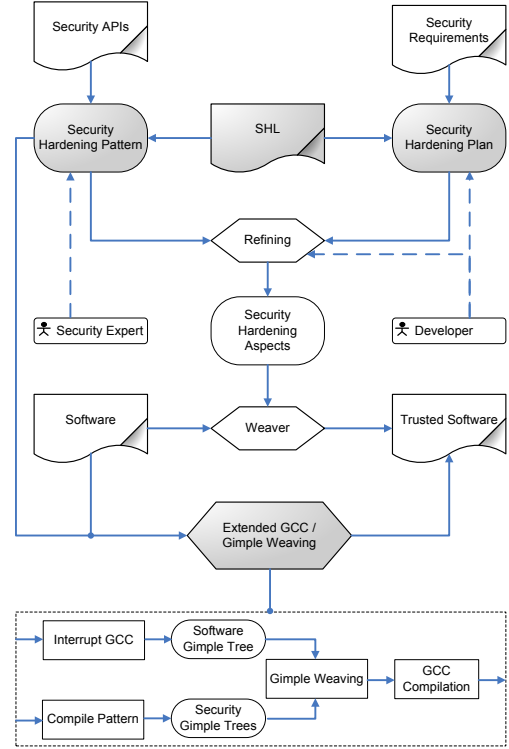 Security APIs
Security
Requirements
Security
Hardening Pattern
SHL
Security
Hardening Plan
Refining
Security Expert
Security
Hardening
Aspects
Developer
Software
Weaver
Trusted Software
Extended GCC /
Gimple Weaving
Interrupt GCC
Software
Gimple Tree
Gimple Weaving
GCC
Compilation
Compile Pattern
Security
Gimple Trees